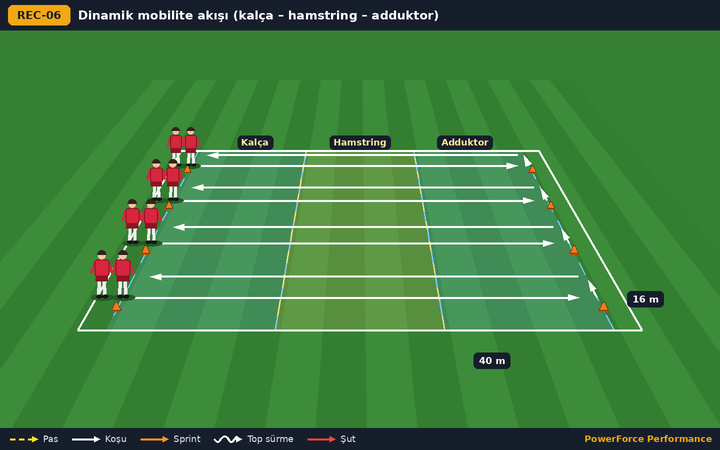 REC-06 Dinamik mobilite akışı (kalça – hamstring – adduktor)
Kalça Hamstring Adduktor
16 m
40 m
Pas Koşu Sprint Top sürme Şut PowerForce Performance